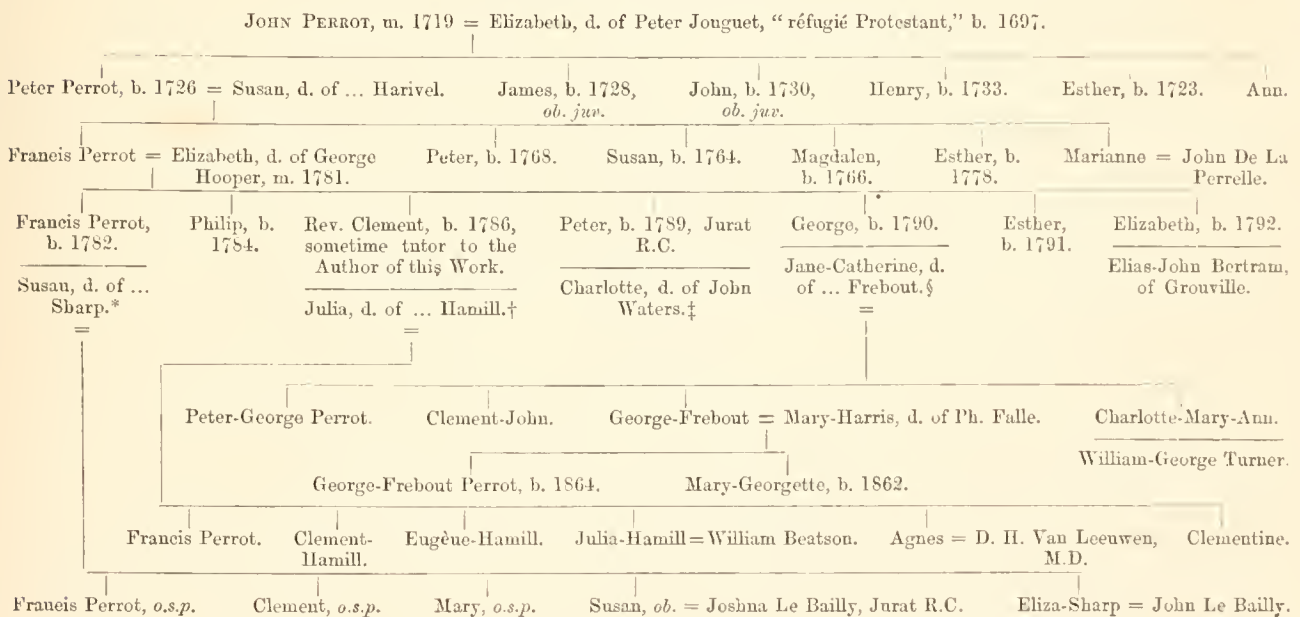 JOHN PERROT, m. 1719 = Elizabeth, d. of Peter Jouguet, “réfugié Protestant,” b. 1697.
Peter Perrot, b. 1726 = Susan, d. of ... Harivel. James, b. 1728, John, b. 1730, Henry, b. 1733. Esther, b. 1723. Ann.
ob. juv. ob. juv.
Francis Perrot = Elizabeth, d. of George Peter, b. 1768. Susan, b. 1764. Magdalen, Esther, b. Marianne = John De La
Hooper, m. 1781. b. 1766. 1778. Perrelle.
Francis Perrot, Philip, b. Rev. Clement, b. 1786, Peter, b. 1789, Jurat George, b. 1790. Esther, Elizabeth, b. 1792.
b. 1782. 1784. sometime tutor to the R.C. b. 1791.
Author of this Work.
Jane-Catherine, d. Elias-John Bertram,
Susan, d. of ... Charlotte, d. of John of ... Frebout.§ of Grouville.
Sharp.* Julia, d. of ... Hamill.† Waters.‡
= = =
Peter-George Perrot. Clement-John. George-Frebout = Mary-Harris, d. of Ph. Falle. Charlotte-Mary-Ann.
William-George Turner.
George-Frebout Perrot, b. 1864. Mary-Georgette, b. 1862.
Francis Perrot. Clement- Eugène-Hamill. Julia-Hamill = William Beatson. Agnes = D. H. Van Leeuwen, Clementine.
Hamill. M.D.
Francis Perrot, o.s.p. Clement, o.s.p. Mary, o.s.p. Susan, ob. = Joshua Le Bailly, Jurat R.C. Eliza-Sharp = John Le Bailly.